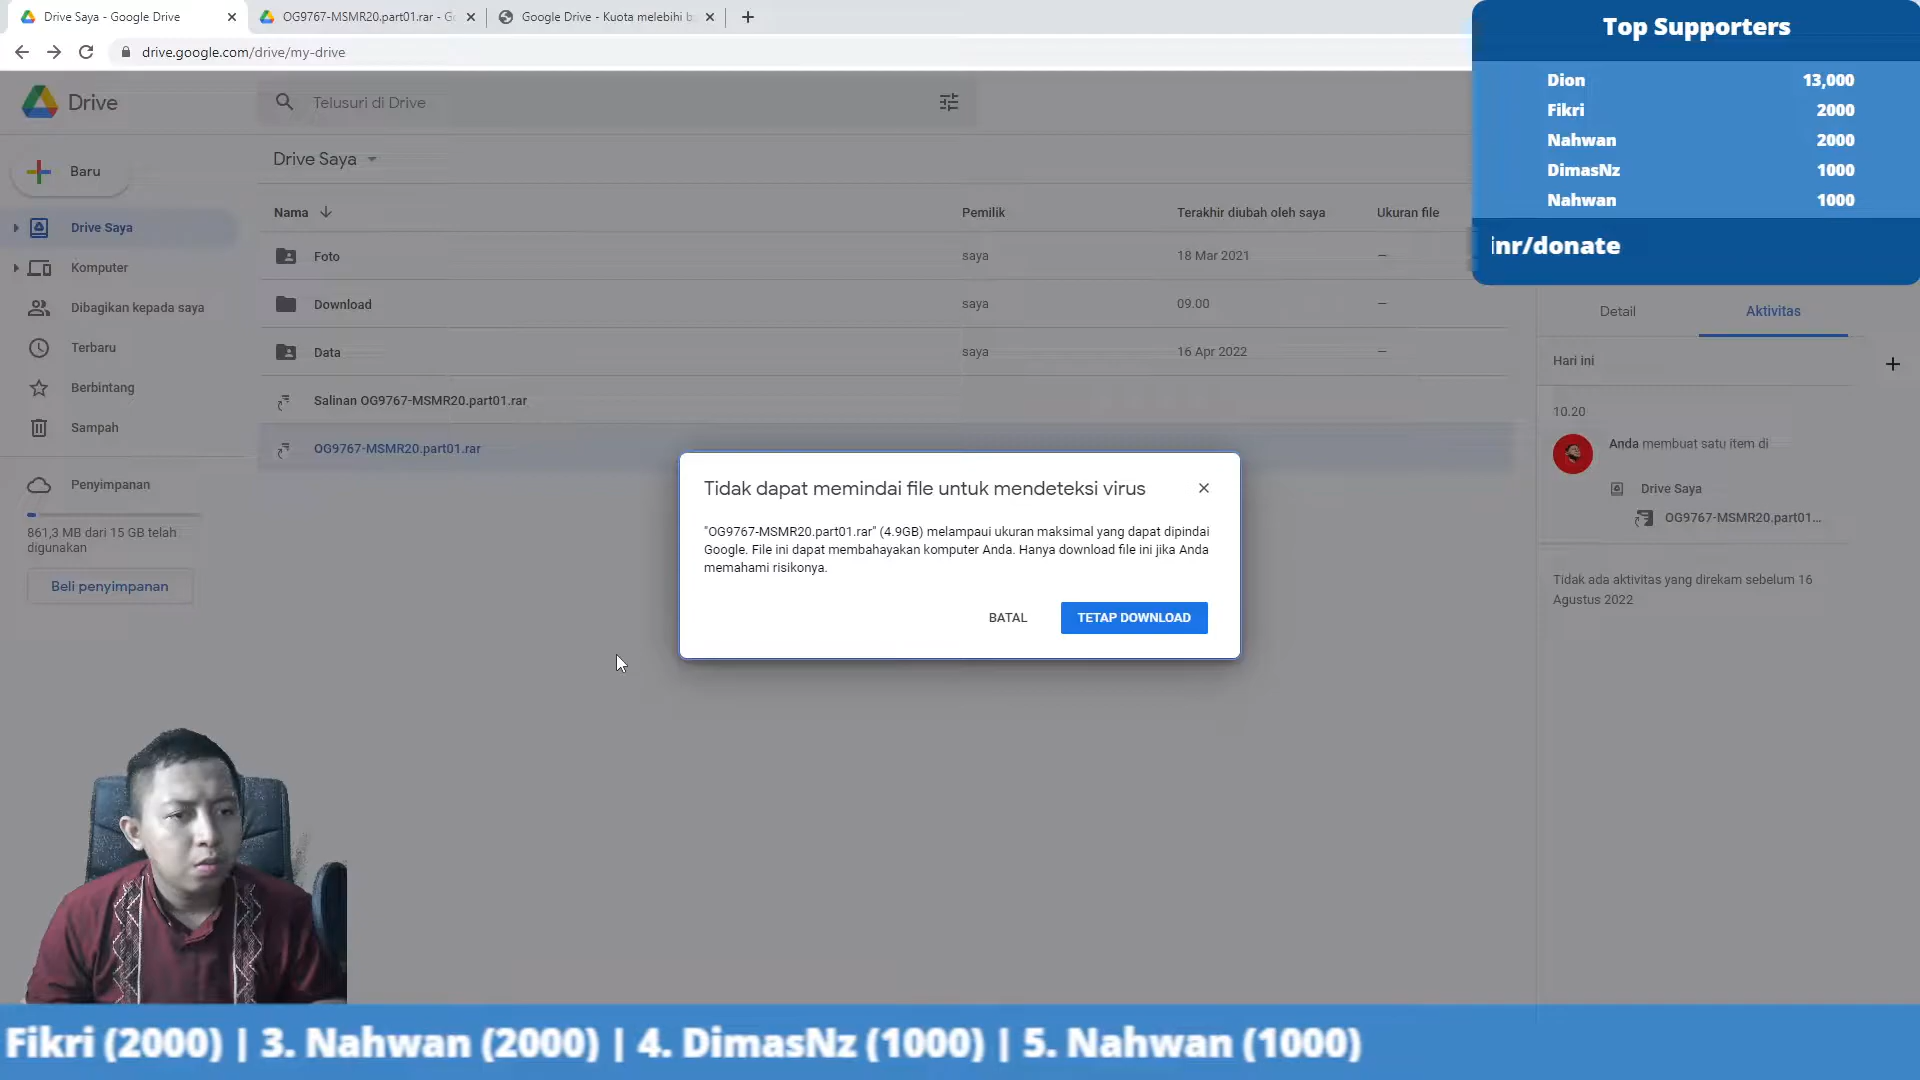 Drive Saya - Google Drive
OG9767-MSMR20.part01.rar - Go
Google Drive - Kuota melebihi b
drive.google.com/drive/my-drive
Top Supporters
Dion 13,000
Fikri 2000
Nahwan 2000
DimasNz 1000
Nahwan 1000
inr/donate
Drive
Telusuri di Drive
Baru
Drive Saya
Komputer
Dibagikan kepada saya
Terbaru
Berbintang
Sampah
Penyimpanan
861,3 MB dari 15 GB telah
digunakan
Beli penyimpanan
Drive Saya
Nama Pemilik Terakhir diubah oleh saya Ukuran file
Foto saya 18 Mar 2021 —
Download saya 09.00 —
Data saya 16 Apr 2022 —
Salinan OG9767-MSMR20.part01.rar
OG9767-MSMR20.part01.rar
Tidak dapat memindai file untuk mendeteksi virus
"OG9767-MSMR20.part01.rar" (4.9GB) melampaui ukuran maksimal yang dapat dipindai
Google. File ini dapat membahayakan komputer Anda. Hanya download file ini jika Anda
memahami risikonya.
BATAL
TETAP DOWNLOAD
Detail
Aktivitas
Hari ini
10.20
Anda membuat satu item di
Drive Saya
OG9767-MSMR20.part01...
Tidak ada aktivitas yang direkam sebelum 16
Agustus 2022
Fikri (2000) | 3. Nahwan (2000) | 4. DimasNz (1000) | 5. Nahwan (1000)